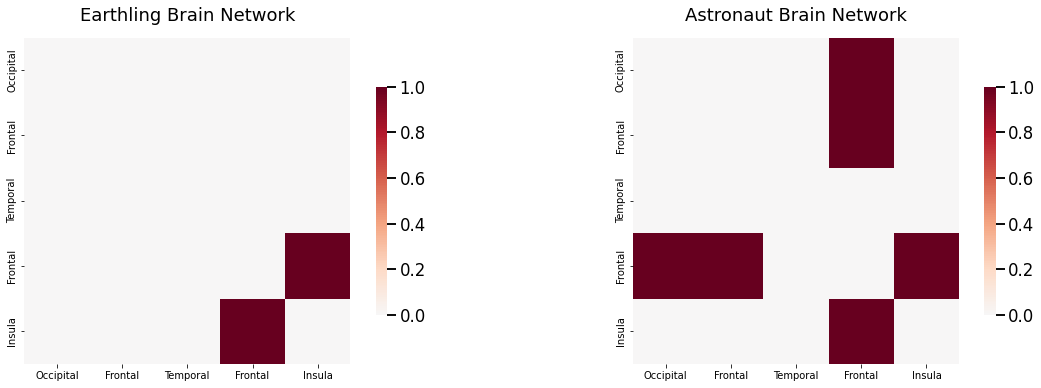 Earthling Brain Network
Occipital
Frontal
Temporal
Frontal
Insula
Occipital Frontal Temporal Frontal Insula
1.0
0.8
0.6
0.4
0.2
0.0
Astronaut Brain Network
Occipital
Frontal
Temporal
Frontal
Insula
Occipital Frontal Temporal Frontal Insula
1.0
0.8
0.6
0.4
0.2
0.0